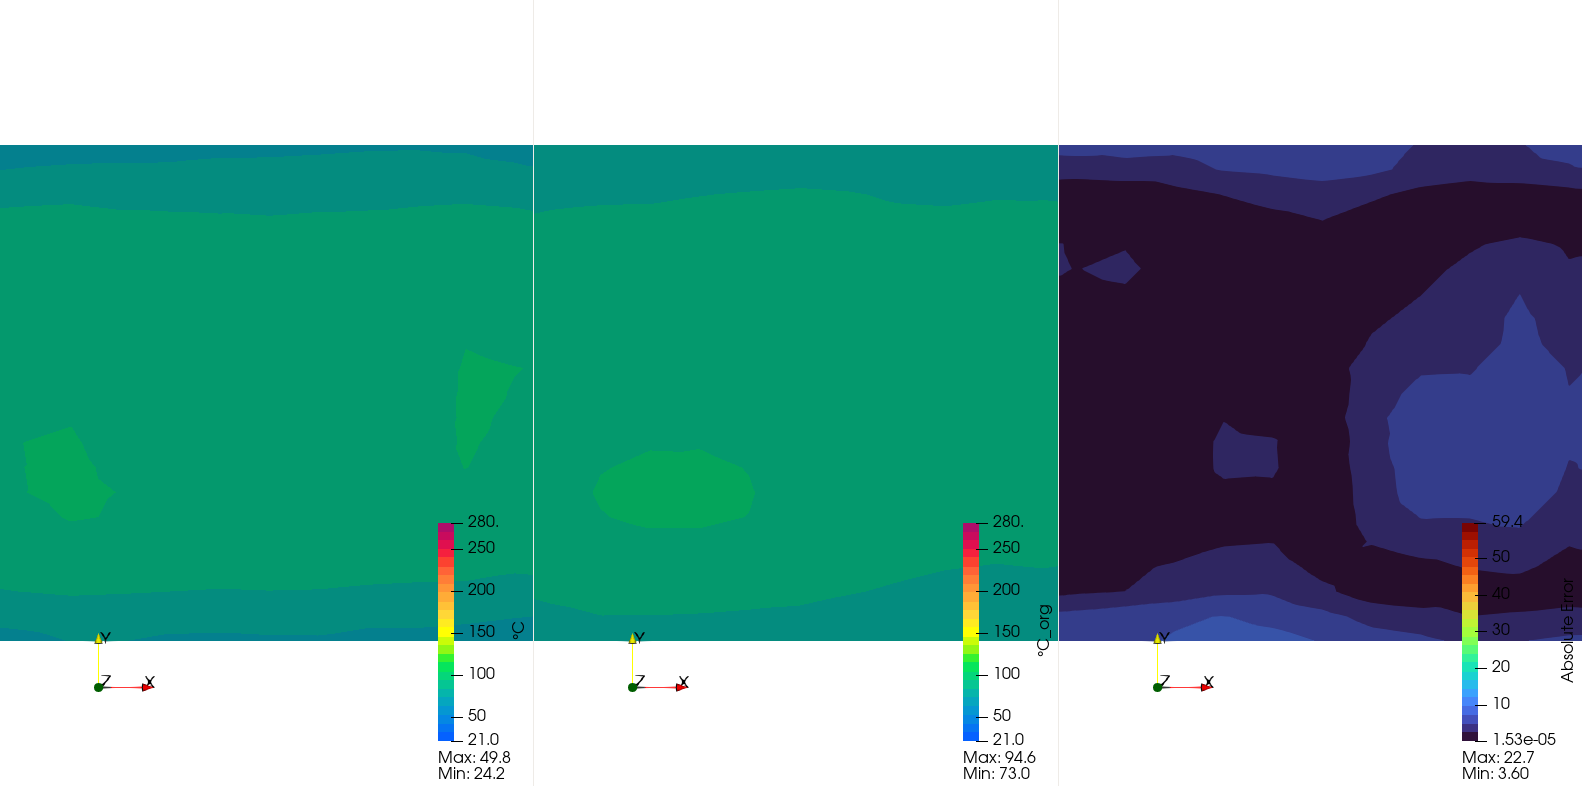 280.
250
200
150
100
50
21.0
°C
Max: 49.8
Min: 24.2
Y
Z
X
280.
250
200
150
100
50
21.0
°C_org
Max: 94.6
Min: 73.0
Y
Z
X
59.4
50
40
30
20
10
1.53e-05
Absolute Error
Max: 22.7
Min: 3.60
Y
Z
X